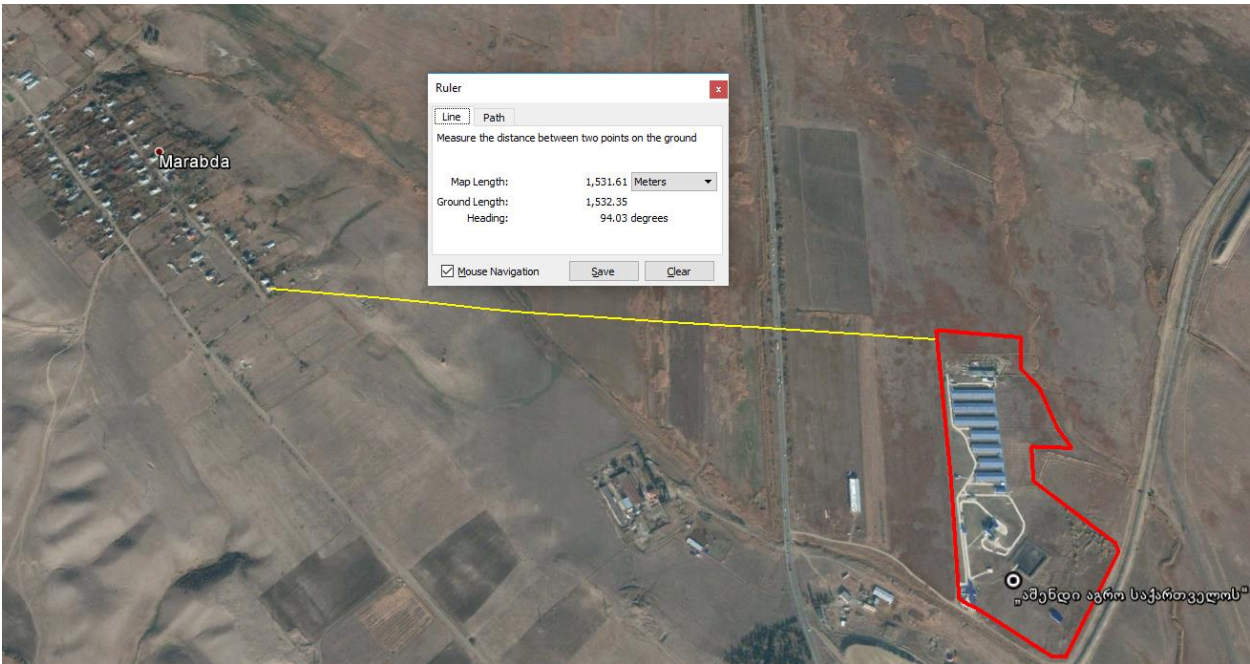 Ruler
x
Line Path
Measure the distance between two points on the ground
Map Length: 1,531.61 Meters
Ground Length: 1,532.35
Heading: 94.03 degrees
Mouse Navigation Save Clear
Marabda
„აშენდი აგრო საქართველოს"